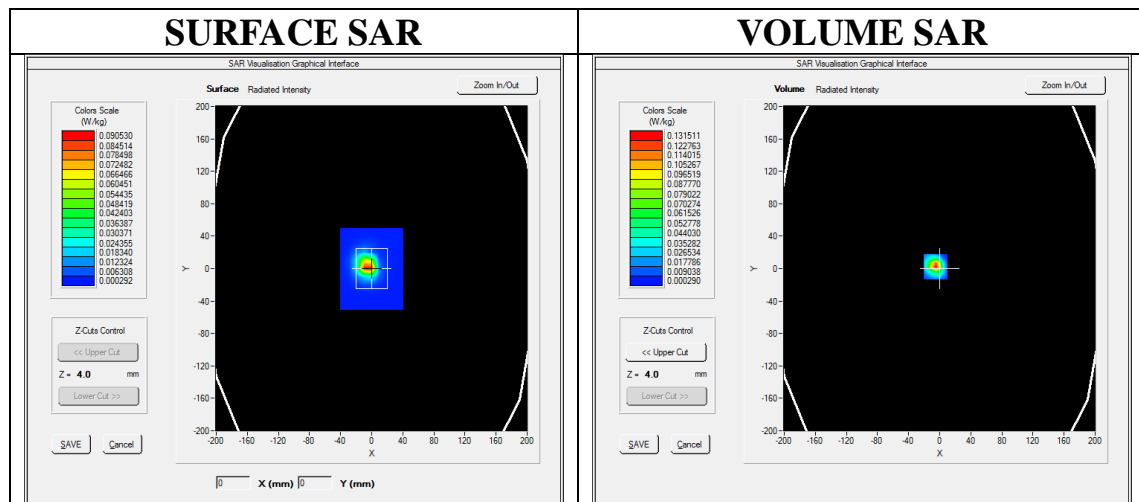 SURFACE SAR
SAR Visualisation Graphical Interface
Surface Radiated Intensity
Zoom In/Out
Colors Scale
(W/kg)
0.090530
0.084514
0.078498
0.072482
0.066466
0.060451
0.054435
0.048419
0.042403
0.036387
0.030371
0.024355
0.018340
0.012324
0.006308
0.000292
Z-Cuts Control
<< Upper Cut
Z = 4.0 mm
Lower Cut >>
SAVE Cancel
200
160
120
80
40
0
-40
-80
-120
-160
-200
Y
-200 -160 -120 -80 -40 0 40 80 120 160 200
X
0 X (mm) 0 Y (mm)
VOLUME SAR
SAR Visualisation Graphical Interface
Volume Radiated Intensity
Zoom In/Out
Colors Scale
(W/kg)
0.131511
0.122763
0.114015
0.105267
0.096519
0.087770
0.079022
0.070274
0.061526
0.052778
0.044030
0.035282
0.026534
0.017786
0.009038
0.000290
Z-Cuts Control
<< Upper Cut
Z = 4.0 mm
Lower Cut >>
SAVE Cancel
200
160
120
80
40
0
-40
-80
-120
-160
-200
Y
-200 -160 -120 -80 -40 0 40 80 120 160 200
X